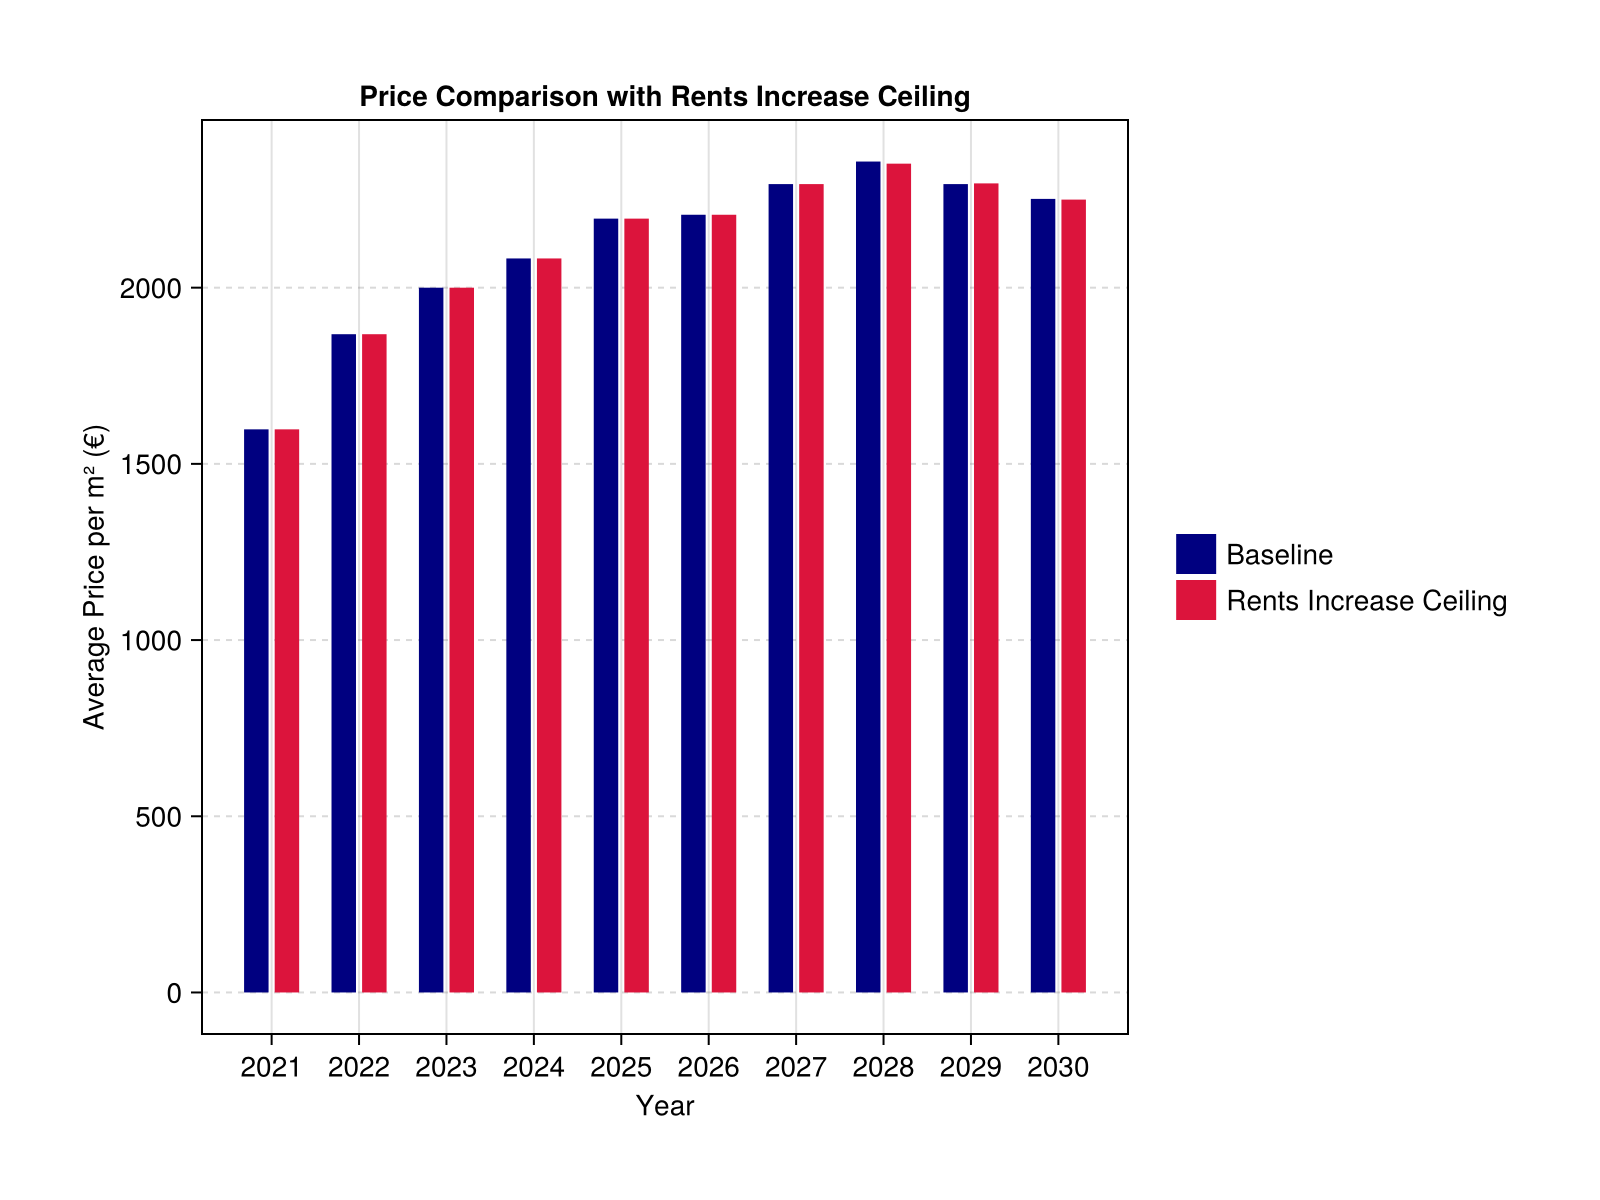 Price Comparison with Rents Increase Ceiling
Average Price per m² (€)
2000
1500
1000
500
0
2021 2022 2023 2024 2025 2026 2027 2028 2029 2030
Year
Baseline
Rents Increase Ceiling